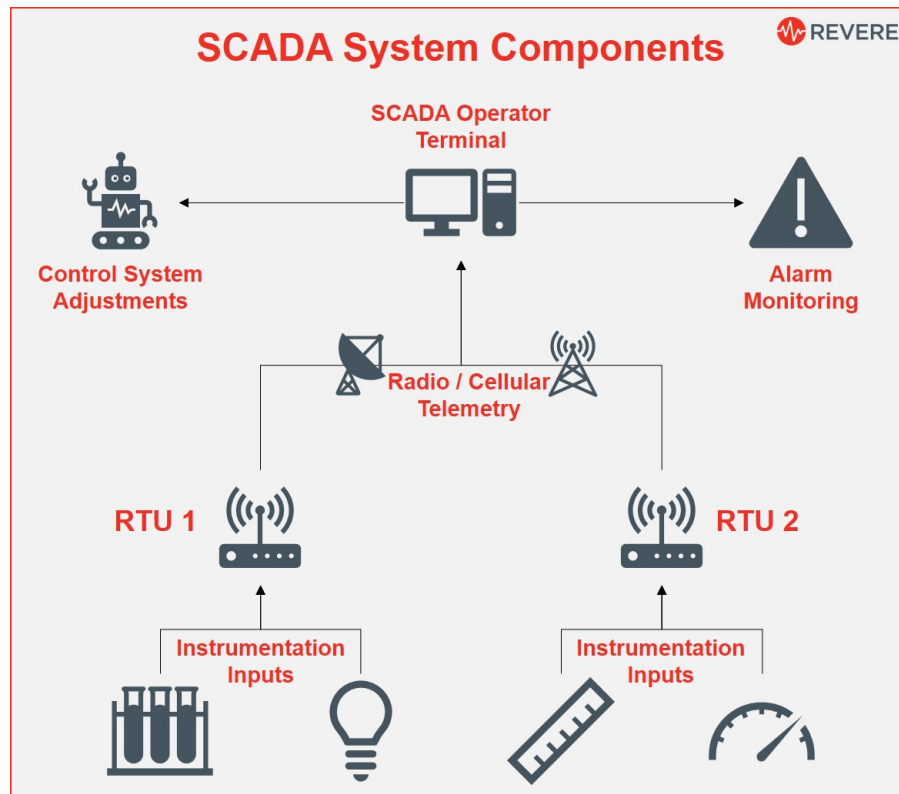 SCADA System Components
REVERE
SCADA Operator
Terminal
Control System
Adjustments
Alarm
Monitoring
Radio / Cellular
Telemetry
RTU 1
RTU 2
Instrumentation
Inputs
Instrumentation
Inputs